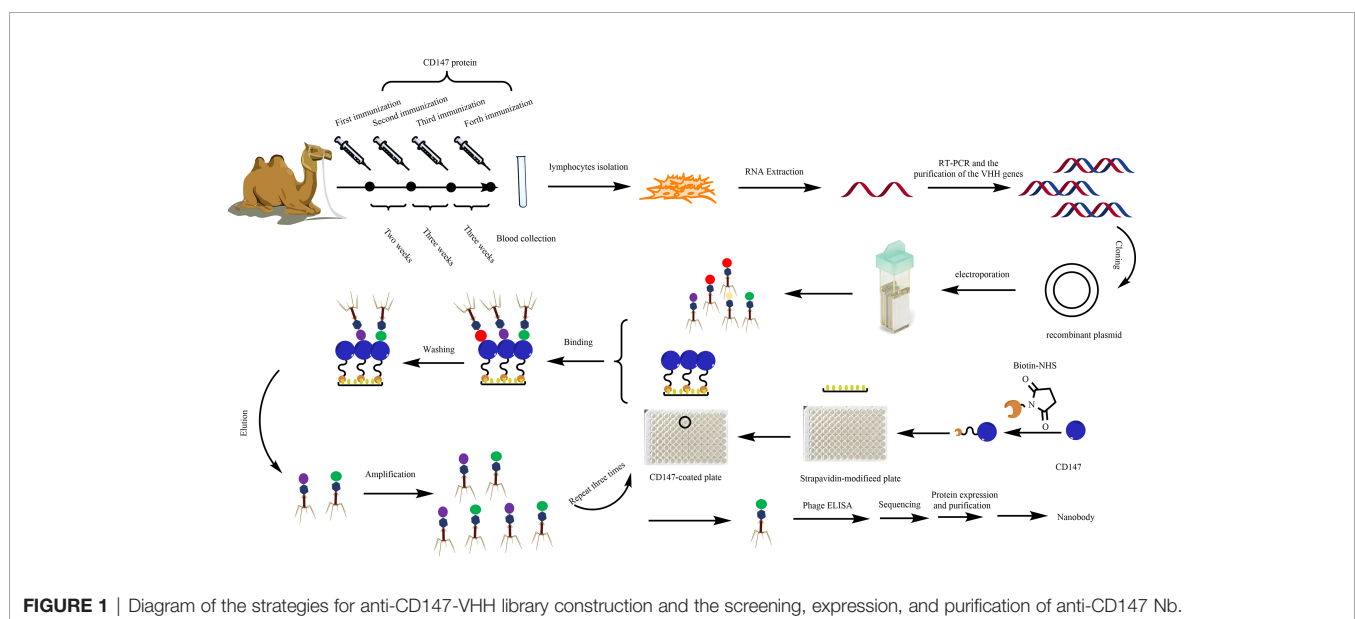 CD147 protein
First immunization
Second immunization
Third immunization
Forth immunization
Two weeks
Three weeks
Three weeks
Blood collection
lymphocytes isolation
RNA Extraction
RT-PCR and the
purification of the VHH genes
Cloning
recombinant plasmid
electroporation
Binding
Washing
Elution
Amplification
Repeat three times
CD147-coated plate
Strapavidin-modifieed plate
Biotin-NHS
O
N
O
CD147
Phage ELISA
Sequencing
Protein expression
and purification
Nanobody
FIGURE 1 | Diagram of the strategies for anti-CD147-VHH library construction and the screening, expression, and purification of anti-CD147 Nb.